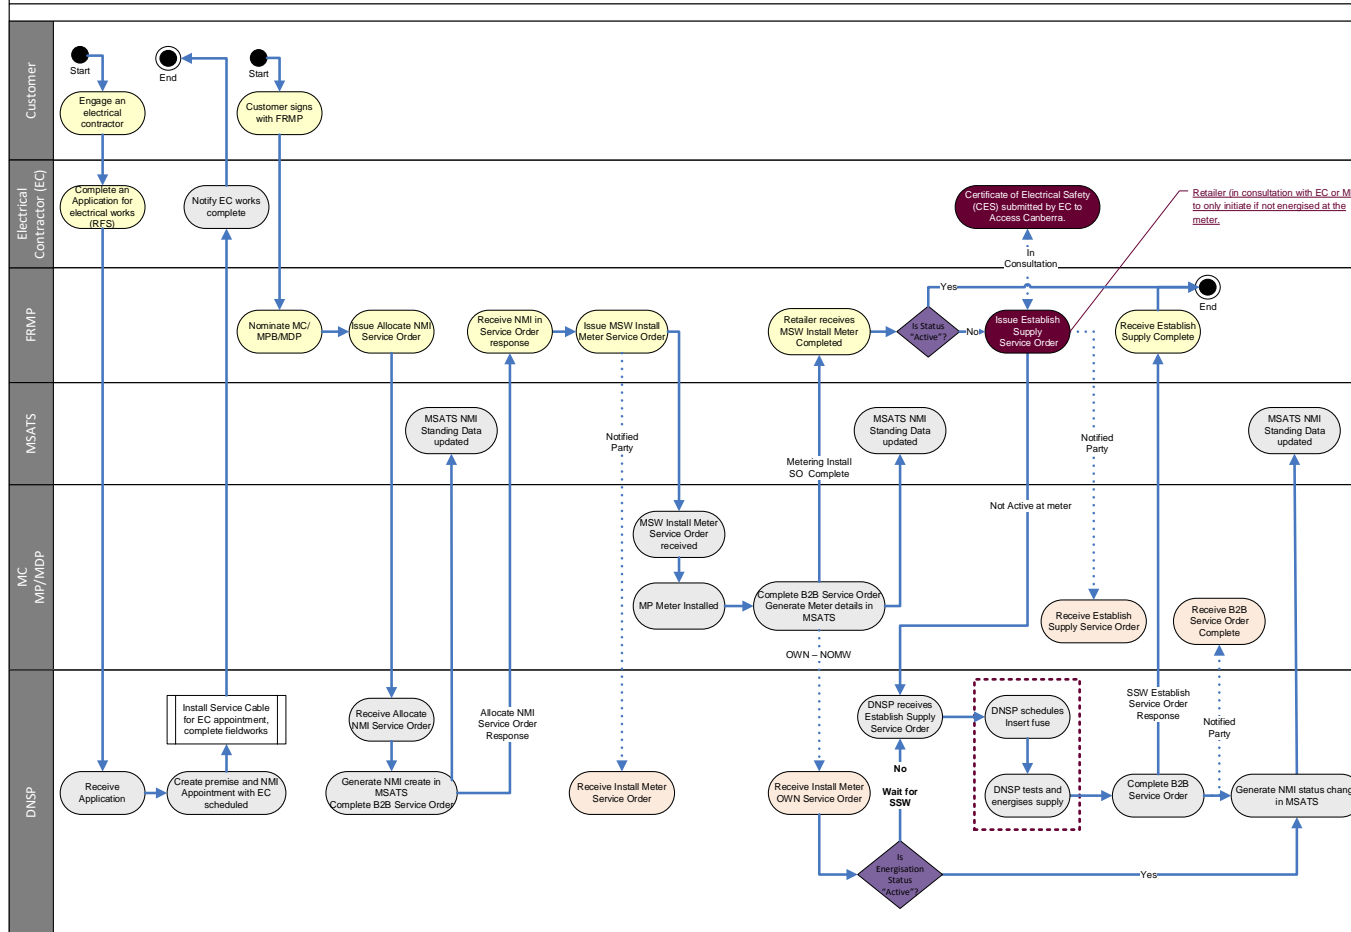 Customer
Start
End
Start
Engage an
electrical
contractor
Customer signs
with FRMP
Electrical
Contractor (EC)
Complete an
Application for
electrical works
(RFS)
Notify EC works
complete
Certificate of Electrical Safety
(CES) submitted by EC to
Access Canberra.
Retailer (in consultation with EC or M
to only initiate if not energised at the
meter.
In
Consultation
FRMP
Yes
End
Nominate MC/
MPB/MDP
Issue Allocate NMI
Service Order
Receive NMI in
Service Order
response
Issue MSW Install
Meter Service Order
Retailer receives
MSW Install Meter
Completed
Is Status
"Active"?
No
Issue Establish
Supply
Service Order
Receive Establish
Supply Complete
MSATS
MSATS NMI
Standing Data
updated
Notified
Party
Metering Install
SO Complete
MSATS NMI
Standing Data
updated
Notified
Party
MSATS NMI
Standing Data
updated
MC
MP/MDP
Not Active at meter
MSW Install Meter
Service Order
received
MP Meter Installed
Complete B2B Service Order
Generate Meter details in
MSATS
Receive Establish
Supply Service Order
Receive B2B
Service Order
Complete
OWN – NOMW
DNSP
Install Service Cable
for EC appointment,
complete fieldworks
Receive Allocate
NMI Service Order
Allocate NMI
Service Order
Response
DNSP receives
Establish Supply
Service Order
DNSP schedules
Insert fuse
SSW Establish
Service Order
Response
Notified
Party
Receive
Application
Create premise and NMI
Appointment with EC
scheduled
Generate NMI create in
MSATS
Complete B2B Service Order
Receive Install Meter
Service Order
Receive Install Meter
OWN Service Order
No
Wait for
SSW
DNSP tests and
energises supply
Complete B2B
Service Order
Generate NMI status chang
in MSATS
Is
Energisation
Status
"Active"?
Yes